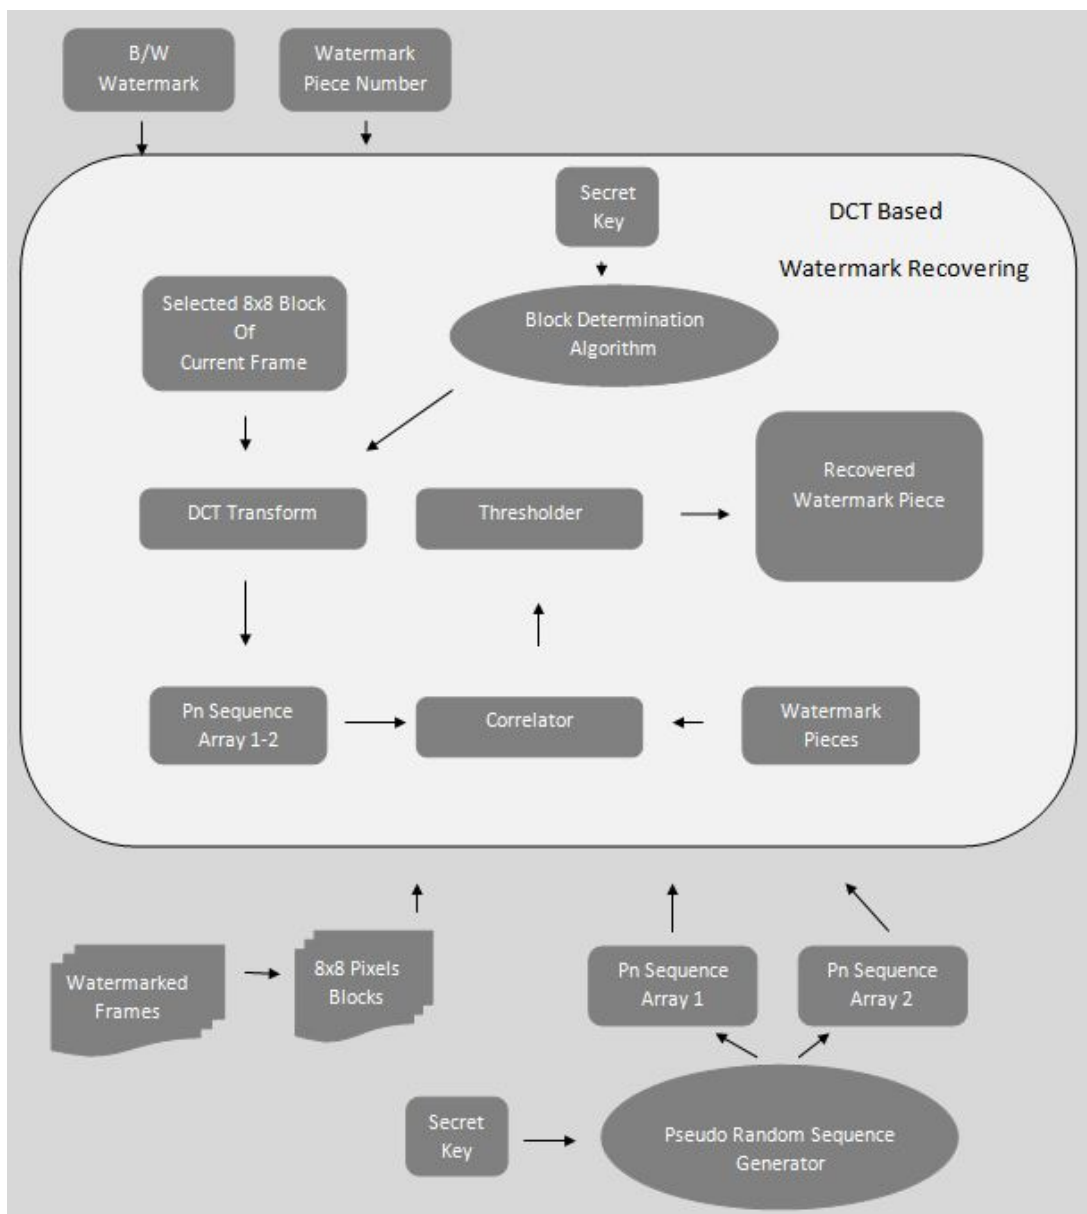 B/W
Watermark
Watermark
Piece Number
Secret
Key
DCT Based
Watermark Recovering
Selected 8x8 Block
Of
Current Frame
Block Determination
Algorithm
Recovered
Watermark Piece
DCT Transform
Thresholder
Pn Sequence
Array 1-2
Correlator
Watermark
Pieces
Watermarked
Frames
8x8 Pixels
Blocks
Pn Sequence
Array 1
Pn Sequence
Array 2
Secret
Key
Pseudo Random Sequence
Generator